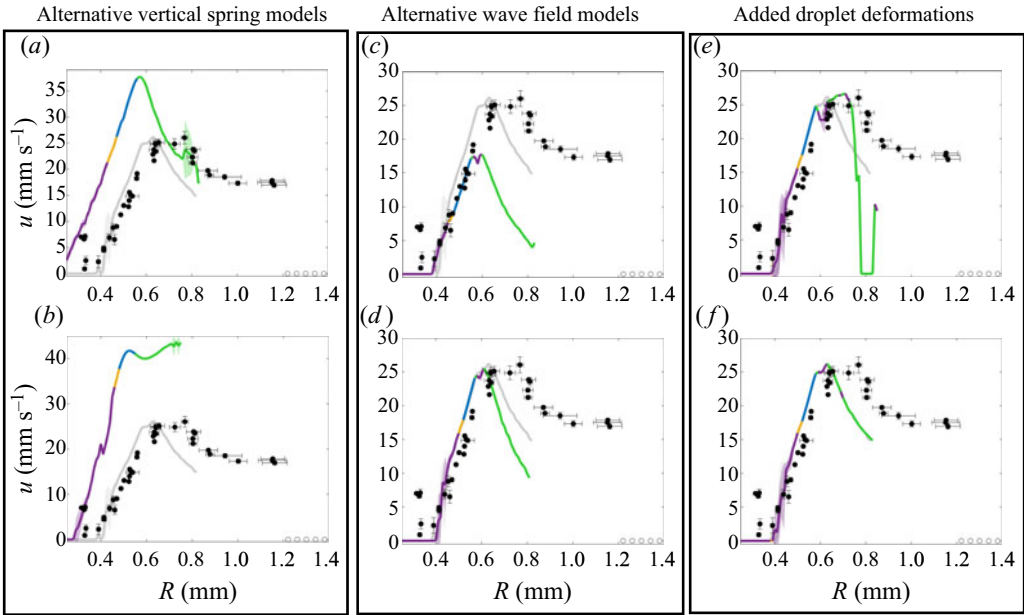 Alternative vertical spring models
Alternative wave field models
Added droplet deformations
(a)
35
30
25
20
15
10
5
0
u (mm s⁻¹)
0.4 0.6 0.8 1.0 1.2 1.4
(b)
40
30
20
10
0
u (mm s⁻¹)
0.4 0.6 0.8 1.0 1.2 1.4
R (mm)
(c)
30
25
20
15
10
5
0
0.4 0.6 0.8 1.0 1.2 1.4
(d)
30
25
20
15
10
5
0
0.4 0.6 0.8 1.0 1.2 1.4
R (mm)
(e)
30
25
20
15
10
5
0
0.4 0.6 0.8 1.0 1.2 1.4
(f)
30
25
20
15
10
5
0
0.4 0.6 0.8 1.0 1.2 1.4
R (mm)